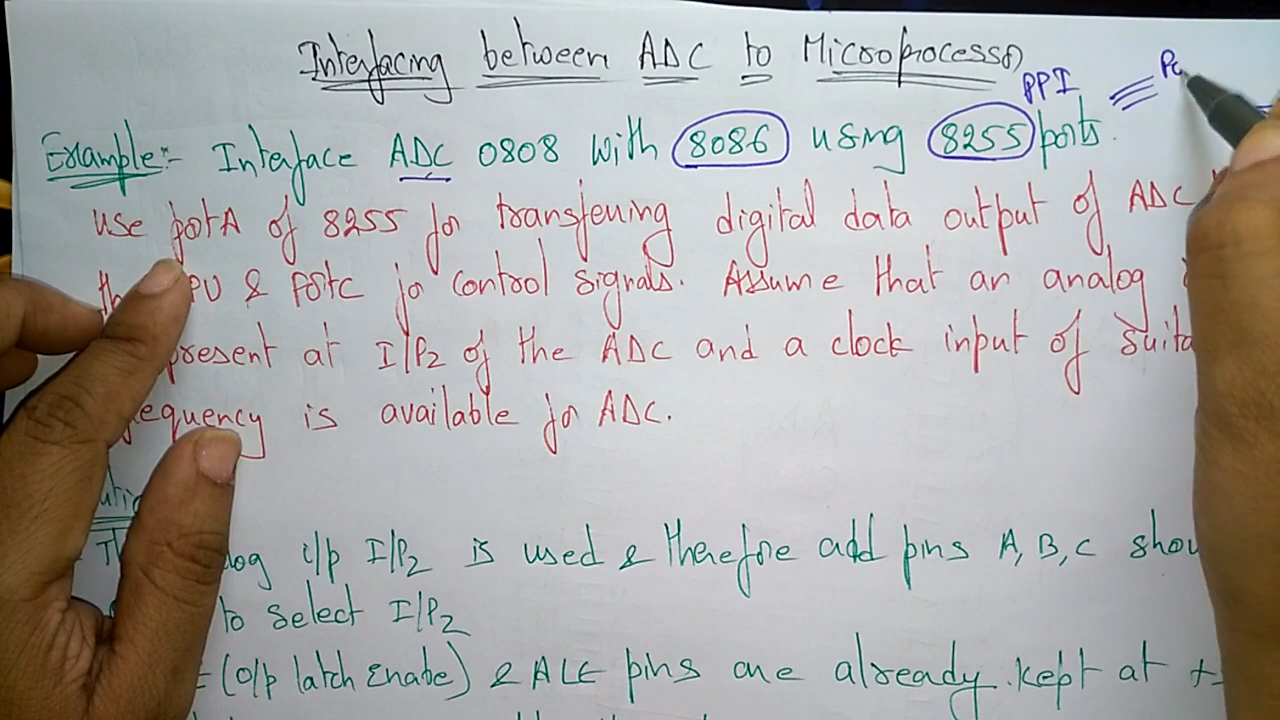 Interfacing between ADC to Microprocessor
PPI
Example:- Interface ADC 0808 with 8086 using 8255 ports.
use port A of 8255 for transferring digital data output of ADC
CPU & Port C for control signals. Assume that an analog
present at I/P2 of the ADC and a clock input of
frequency is available for ADC.
i/p I/P2 is used & therefore add pins A, B, C
to select I/P2
(o/p latch Enable) & ALE pins are already kept at